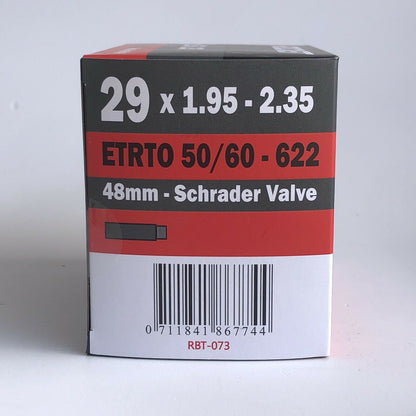 29 x 1.95 - 2.35
ETRTO 50/60 - 622
48mm - Schrader Valve
0 711841 867744
RBT-073